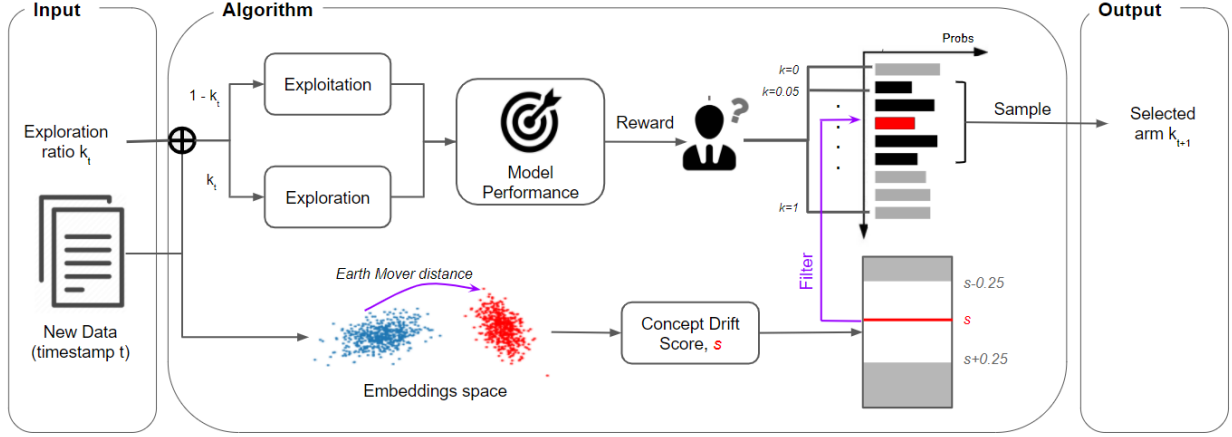 Input
Algorithm
Output
Exploration
ratio kt
New Data
(timestamp t)
1 - kt
kt
Exploitation
Exploration
Model
Performance
Reward
?
Probs
k=0
k=0.05
k=1
Sample
Selected
arm kt+1
Filter
Earth Mover distance
Embeddings space
Concept Drift
Score, s
s-0.25
s
s+0.25